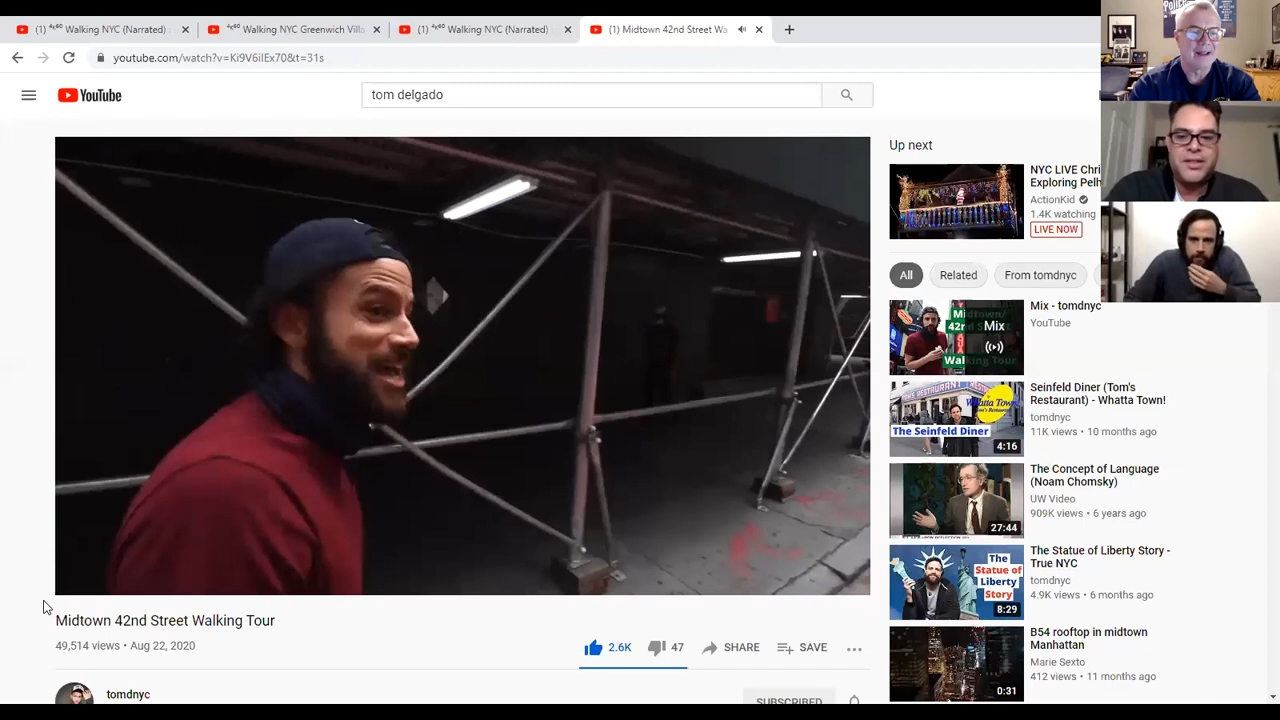 (1) ⁴ᴷ⁶⁰ Walking NYC (Narrated)
⁴ᴷ⁶⁰ Walking NYC Greenwich Villa
(1) ⁴ᴷ⁶⁰ Walking NYC (Narrated)
(1) Midtown 42nd Street Wa
youtube.com/watch?v=Ki9V6iIEx70&t=31s
YouTube
tom delgado
Up next
NYC LIVE Chri
Exploring Pelh
ActionKid
1.4K watching
LIVE NOW
All
Related
From tomdnyc
Midtown/
42nd
Mix
Walking Tour
Mix - tomdnyc
YouTube
TOM'S RESTAURANT
Whatta Town!
Tom's Restaurant
The Seinfeld Diner
4:16
Seinfeld Diner (Tom's
Restaurant) - Whatta Town!
tomdnyc
11K views • 10 months ago
27:44
The Concept of Language
(Noam Chomsky)
UW Video
909K views • 6 years ago
The
Statue of
Liberty
Story
8:29
The Statue of Liberty Story -
True NYC
tomdnyc
4.9K views • 6 months ago
0:31
B54 rooftop in midtown
Manhattan
Marie Sexto
412 views • 11 months ago
Midtown 42nd Street Walking Tour
49,514 views • Aug 22, 2020
2.6K
47
SHARE
SAVE
tomdnyc
SUBSCRIBED